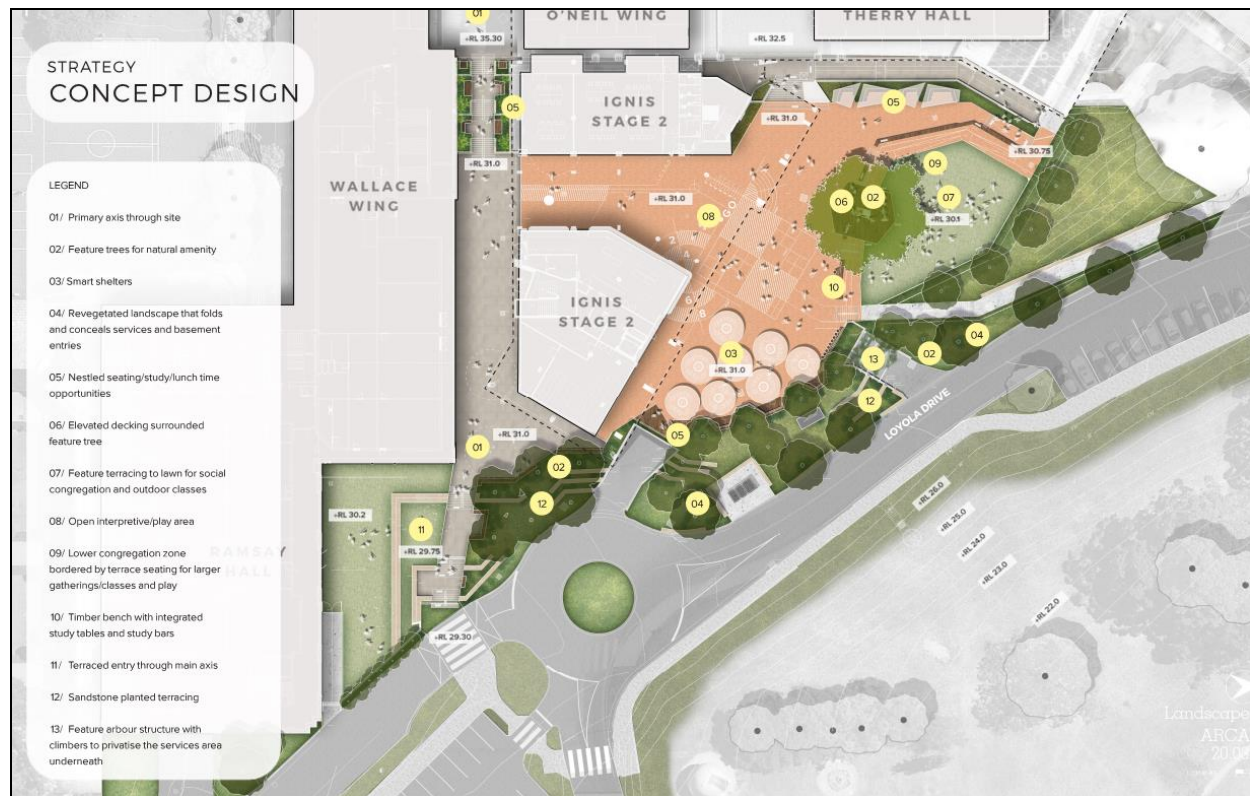 STRATEGY
CONCEPT DESIGN
LEGEND
01/ Primary axis through site
02/ Feature trees for natural amenity
03/ Smart shelters
04/ Revegetated landscape that folds
and conceals services and basement
entries
05/ Nestled seating/study/lunch time
opportunities
06/ Elevated decking surrounded
feature tree
07/ Feature terracing to lawn for social
congregation and outdoor classes
08/ Open interpretive/play area
09/ Lower congregation zone
bordered by terrace seating for larger
gatherings/classes and play
10/ Timber bench with integrated
study tables and study bars
11/ Terraced entry through main axis
12/ Sandstone planted terracing
13/ Feature arbour structure with
climbers to privatise the services area
underneath
01
O'NEIL WING
THERRY HALL
+RL 35.30
+RL 32.5
IGNIS
STAGE 2
05
05
+RL 31.0
+RL 31.0
+RL 30.75
WALLACE
WING
09
+RL 31.0
06
02
07
08
+RL 30.1
GO
2
4
6
8
10
IGNIS
STAGE 2
03
+RL 31.0
13
02
04
12
LOYOLA DRIVE
01
+RL 31.0
05
02
12
04
+RL 26.0
+RL 25.0
+RL 24.0
+RL 23.0
+RL 22.0
+RL 30.2
11
+RL 29.75
RAMSAY
HALL
+RL 29.30
Landscape
ARCA